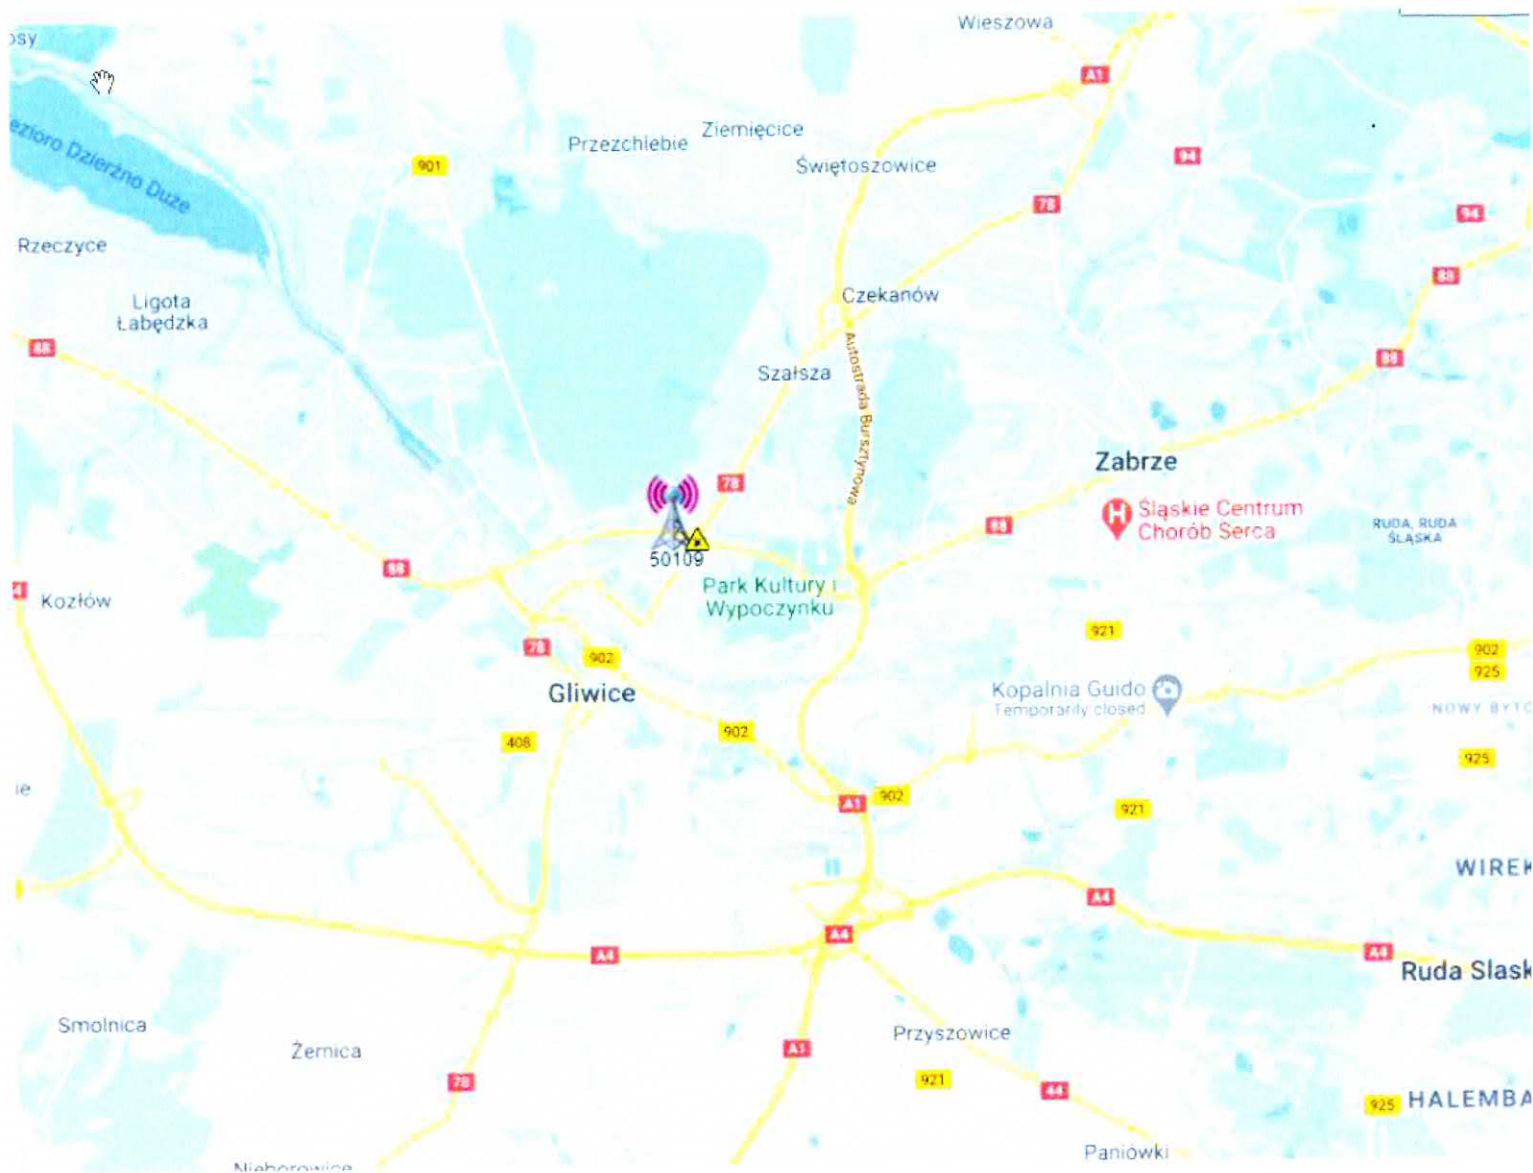 Wieszowa
A1
Ziemięcice
Przezchlebie
94
901
Świętoszowice
Jezioro Dzierżno Duże
78
94
Rzeczyce
88
Czekanów
Ligota
Łabędzka
88
Autostrada Bursztynowa
88
Szałsza
Zabrze
78
Śląskie Centrum
Chorób Serca
88
RUDA, RUDA
ŚLĄSKA
50109
88
Park Kultury i
Wypoczynku
4
Kozłów
921
78
902
902
925
Gliwice
Kopalnia Guido
Temporarily closed
NOWY BYTO
902
408
925
ie
A1
902
921
WIREK
A4
A4
A4
A4
Ruda Slask
Smolnica
Przyszowice
Żernica
A1
921
78
44
925
HALEMBA
Paniówki
Nieborowice